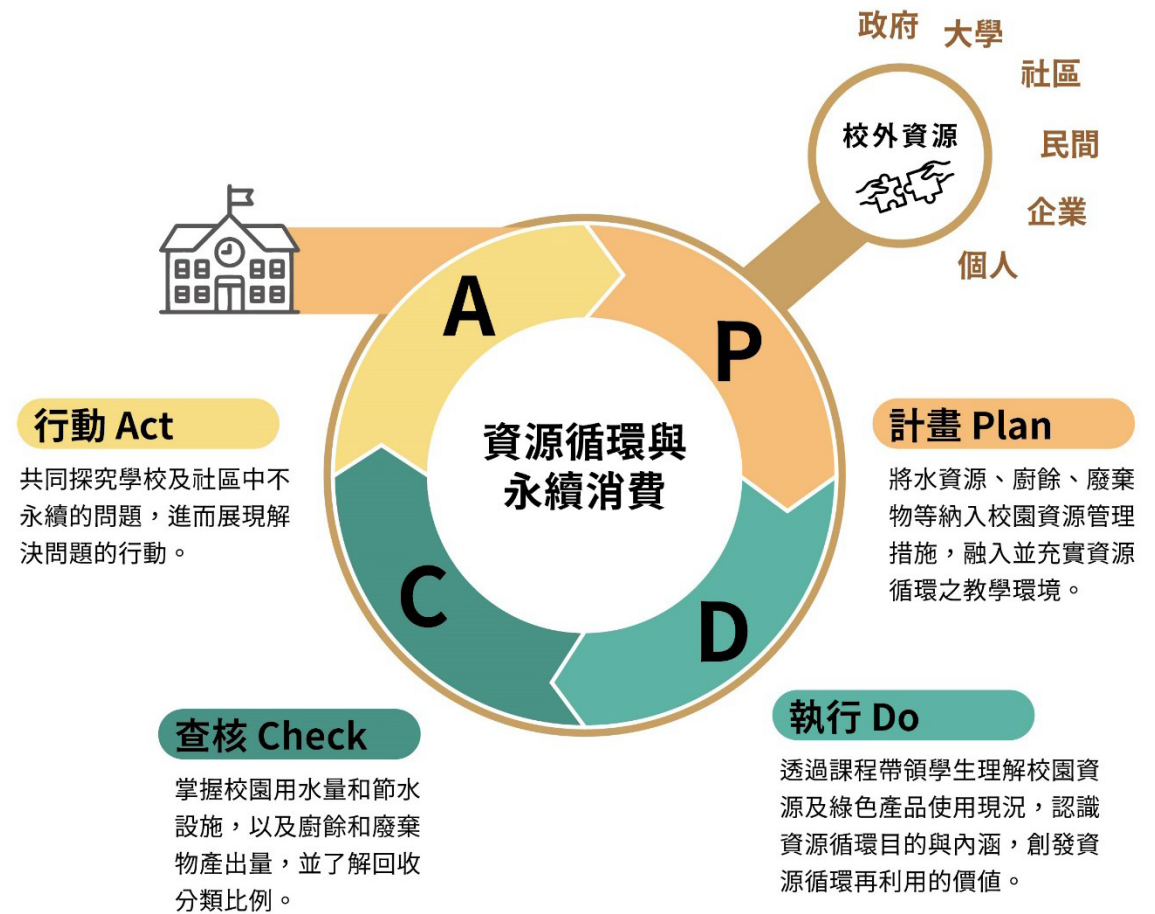 政府
大學
社區
民間
企業
個人
校外資源
A
P
D
C
資源循環與
永續消費
行動 Act
共同探究學校及社區中不
永續的問題，進而展現解
決問題的行動。
計畫 Plan
將水資源、廚餘、廢棄
物等納入校園資源管理
措施，融入並充實資源
循環之教學環境。
查核 Check
掌握校園用水量和節水
設施，以及廚餘和廢棄
物產出量，並了解回收
分類比例。
執行 Do
透過課程帶領學生理解校園資
源及綠色產品使用現況，認識
資源循環目的與內涵，創發資
源循環再利用的價值。